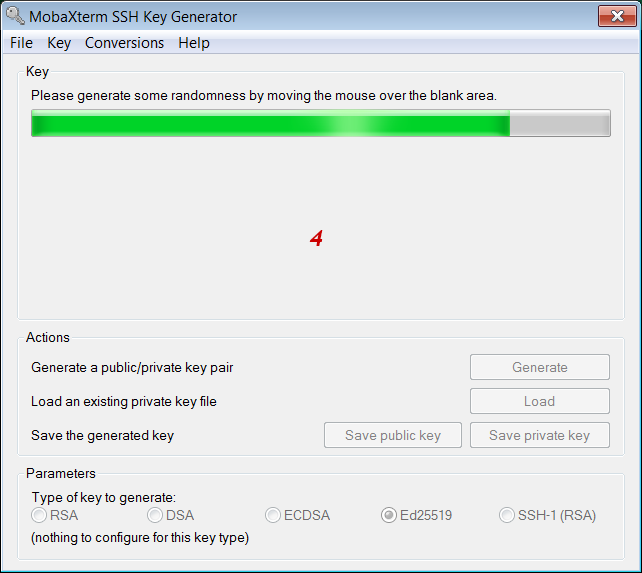 MobaXterm SSH Key Generator
File Key Conversions Help
Key
Please generate some randomness by moving the mouse over the blank area.
4
Actions
Generate a public/private key pair Generate
Load an existing private key file Load
Save the generated key Save public key Save private key
Parameters
Type of key to generate:
RSA DSA ECDSA Ed25519 SSH-1 (RSA)
(nothing to configure for this key type)